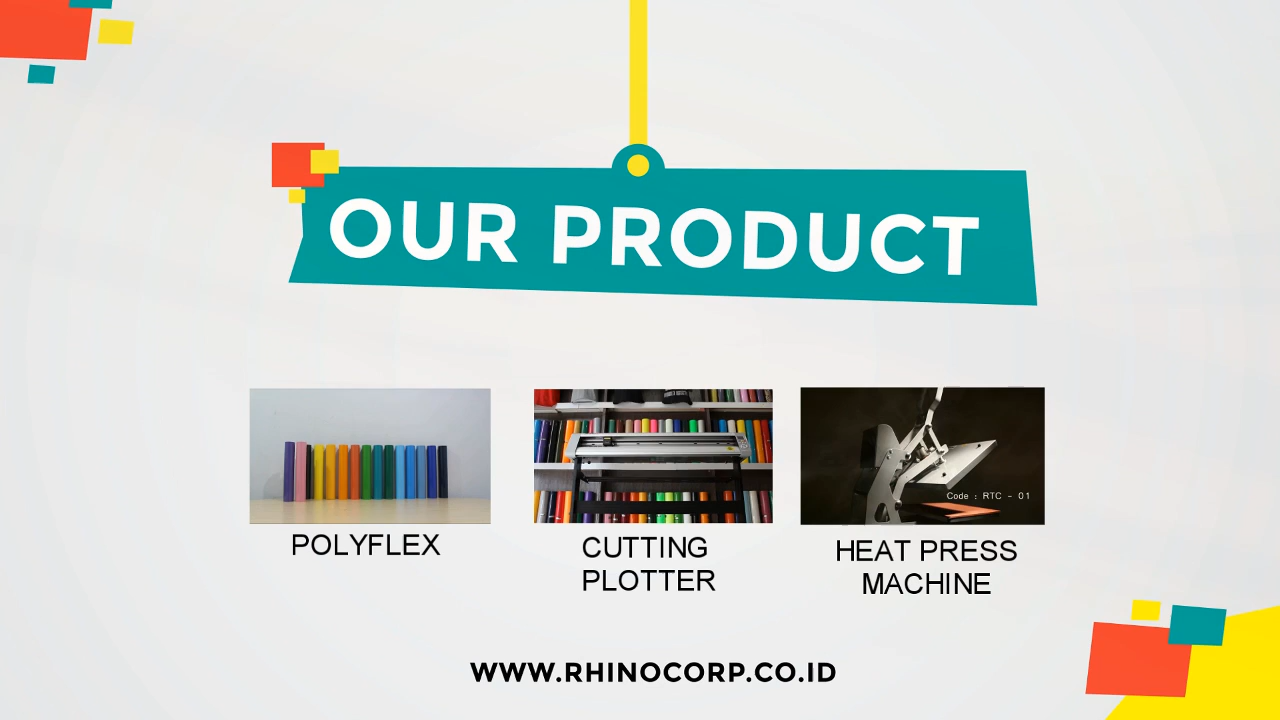 OUR PRODUCT
Code : RTC - 01
POLYFLEX
CUTTING
PLOTTER
HEAT PRESS
MACHINE
WWW.RHINOCORP.CO.ID